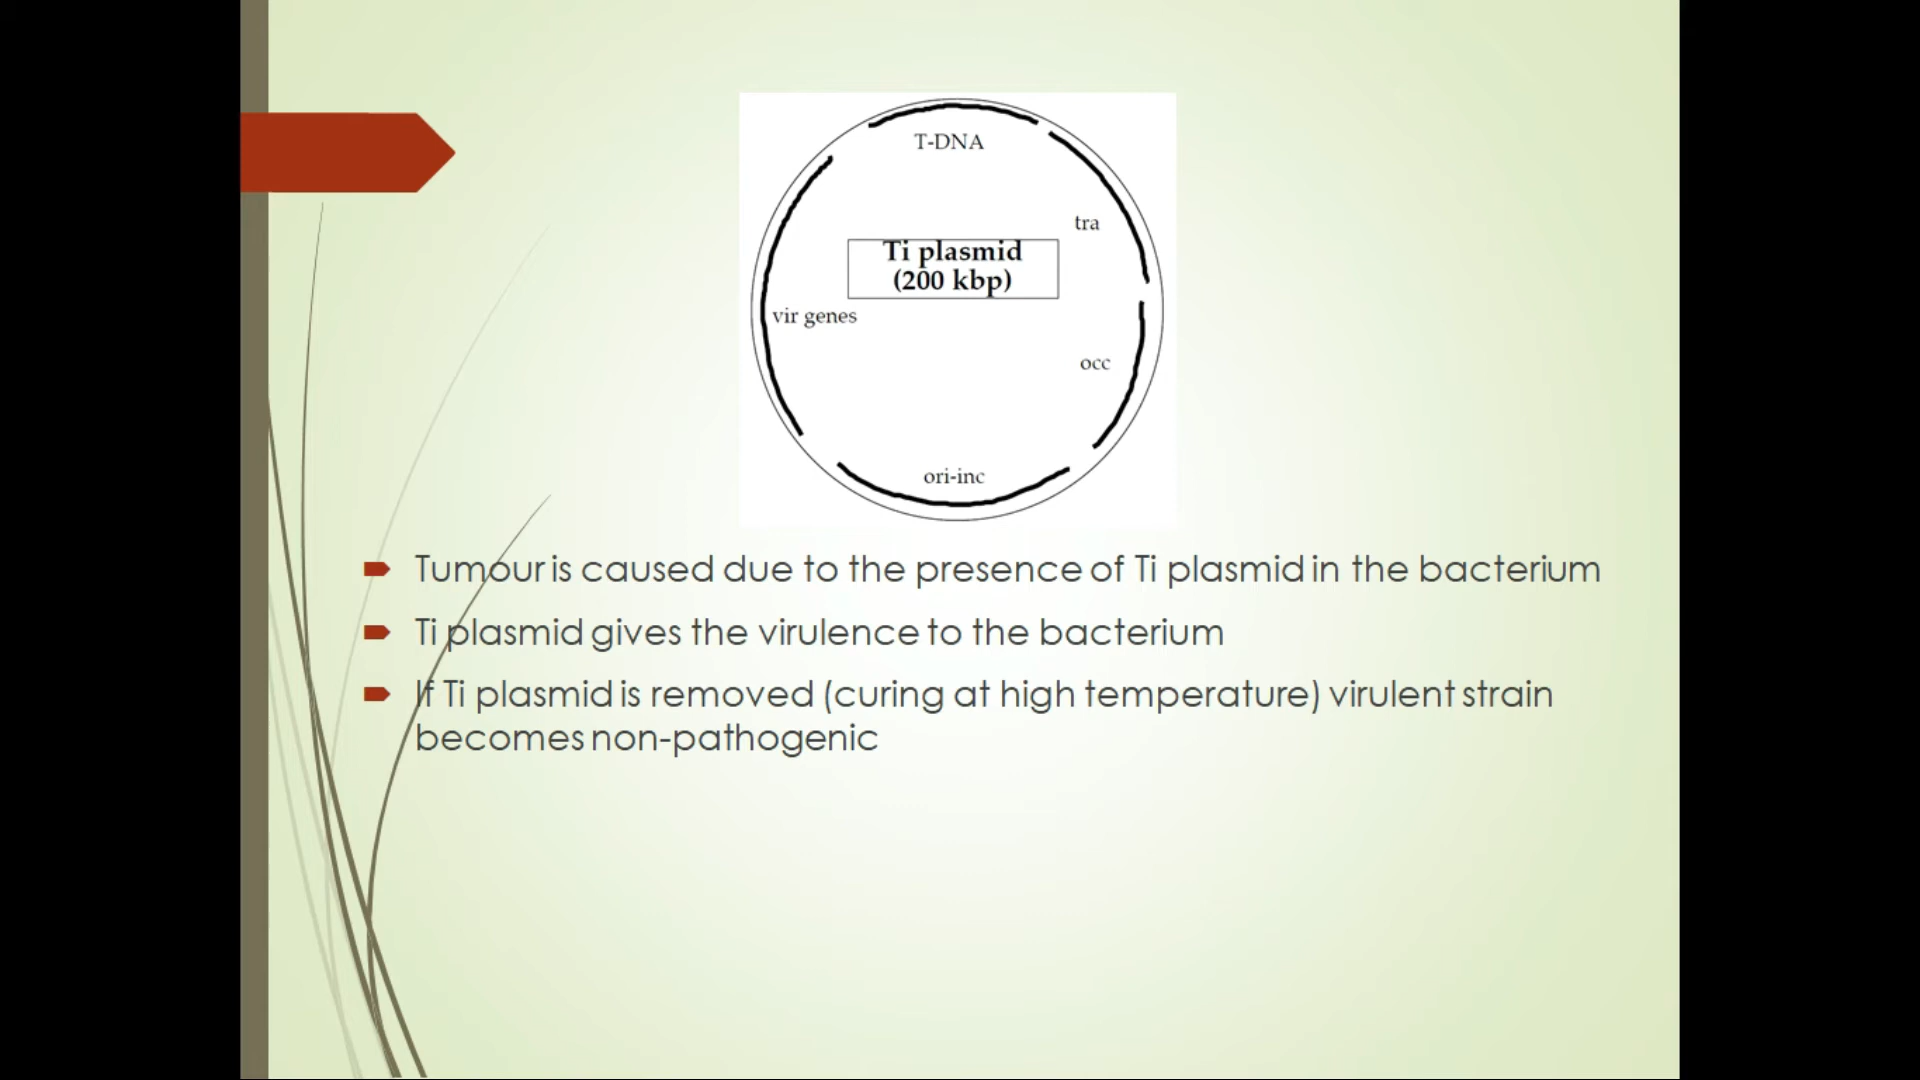 T-DNA
tra
Ti plasmid
(200 kbp)
vir genes
occ
ori-inc
Tumour is caused due to the presence of Ti plasmid in the bacterium
Ti plasmid gives the virulence to the bacterium
If Ti plasmid is removed (curing at high temperature) virulent strain
becomes non-pathogenic